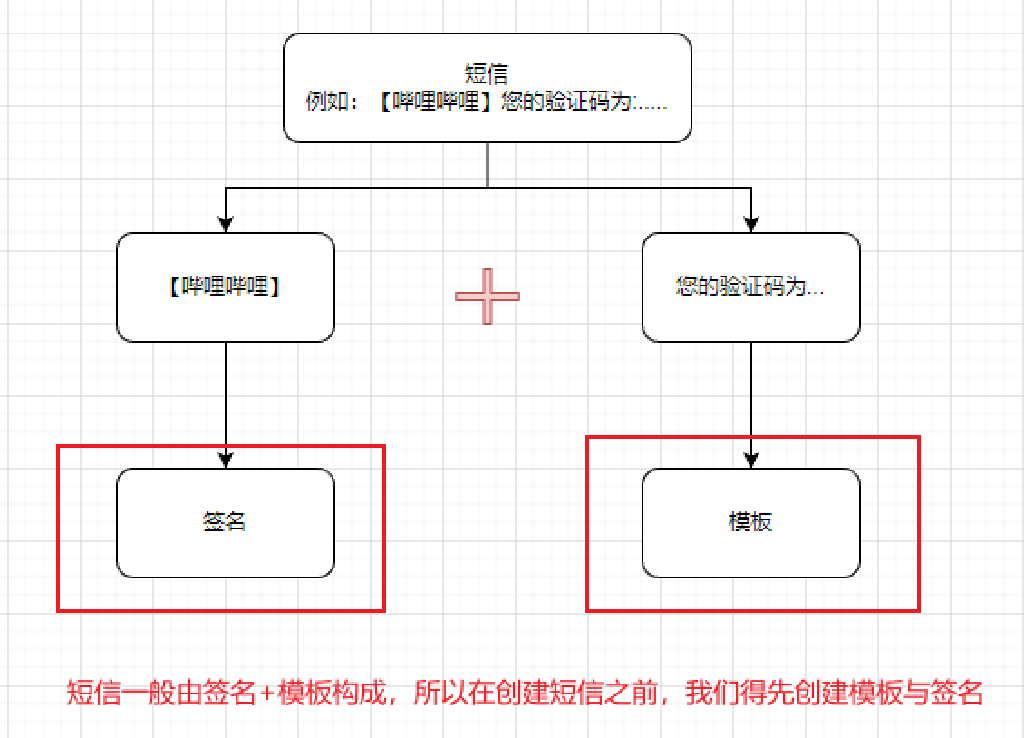 短信
例如：【哔哩哔哩】您的验证码为:.....
【哔哩哔哩】
您的验证码为...
签名
模板
短信一般由签名+模板构成，所以在创建短信之前，我们得先创建模板与签名